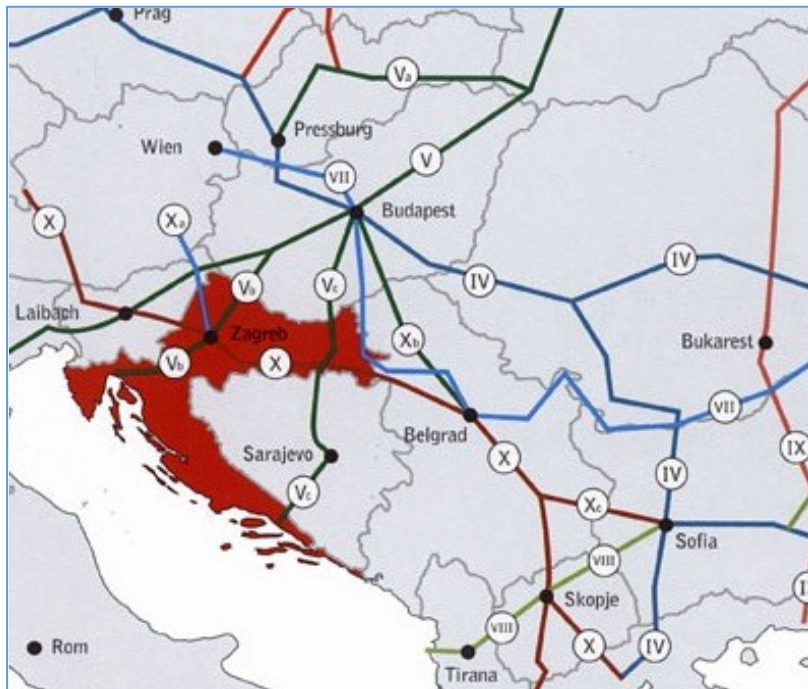 Prag
Va
Pressburg
Wien
V
VII
Budapest
X
Xa
IV
IV
Vb
Vc
Laibach
Zagreb
Xb
Bukarest
Vb
X
VII
Belgrad
IX
Sarajevo
X
IV
Vc
Xc
Sofia
VIII
Skopje
VIII
Rom
Tirana
X
IV